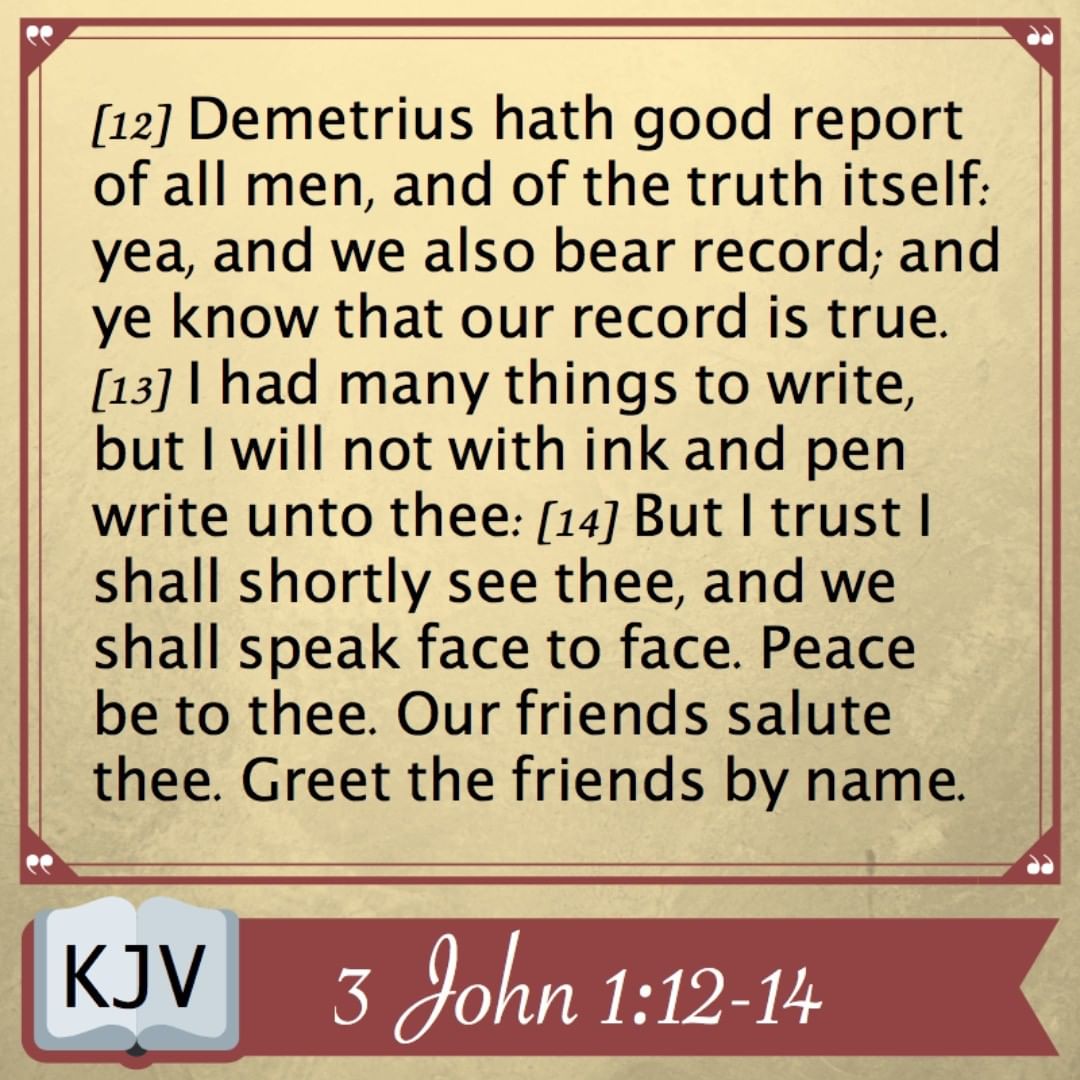 [12] Demetrius hath good report
of all men, and of the truth itself:
yea, and we also bear record; and
ye know that our record is true.
[13] I had many things to write,
but I will not with ink and pen
write unto thee: [14] But I trust I
shall shortly see thee, and we
shall speak face to face. Peace
be to thee. Our friends salute
thee. Greet the friends by name.
KJV
3 John 1:12-14